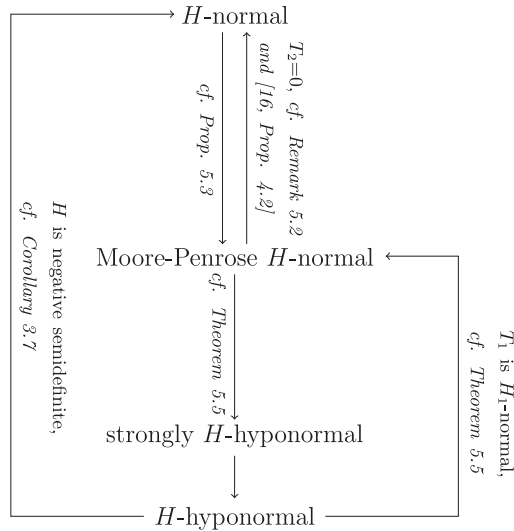 H-normal
T₂=0, cf. Remark 5.2
and [16, Prop. 4.2]
cf. Prop. 5.3
Moore-Penrose H-normal
H is negative semidefinite,
cf. Corollary 3.7
cf. Theorem 5.5
T₁ is H₁-normal,
cf. Theorem 5.5
strongly H-hyponormal
H-hyponormal